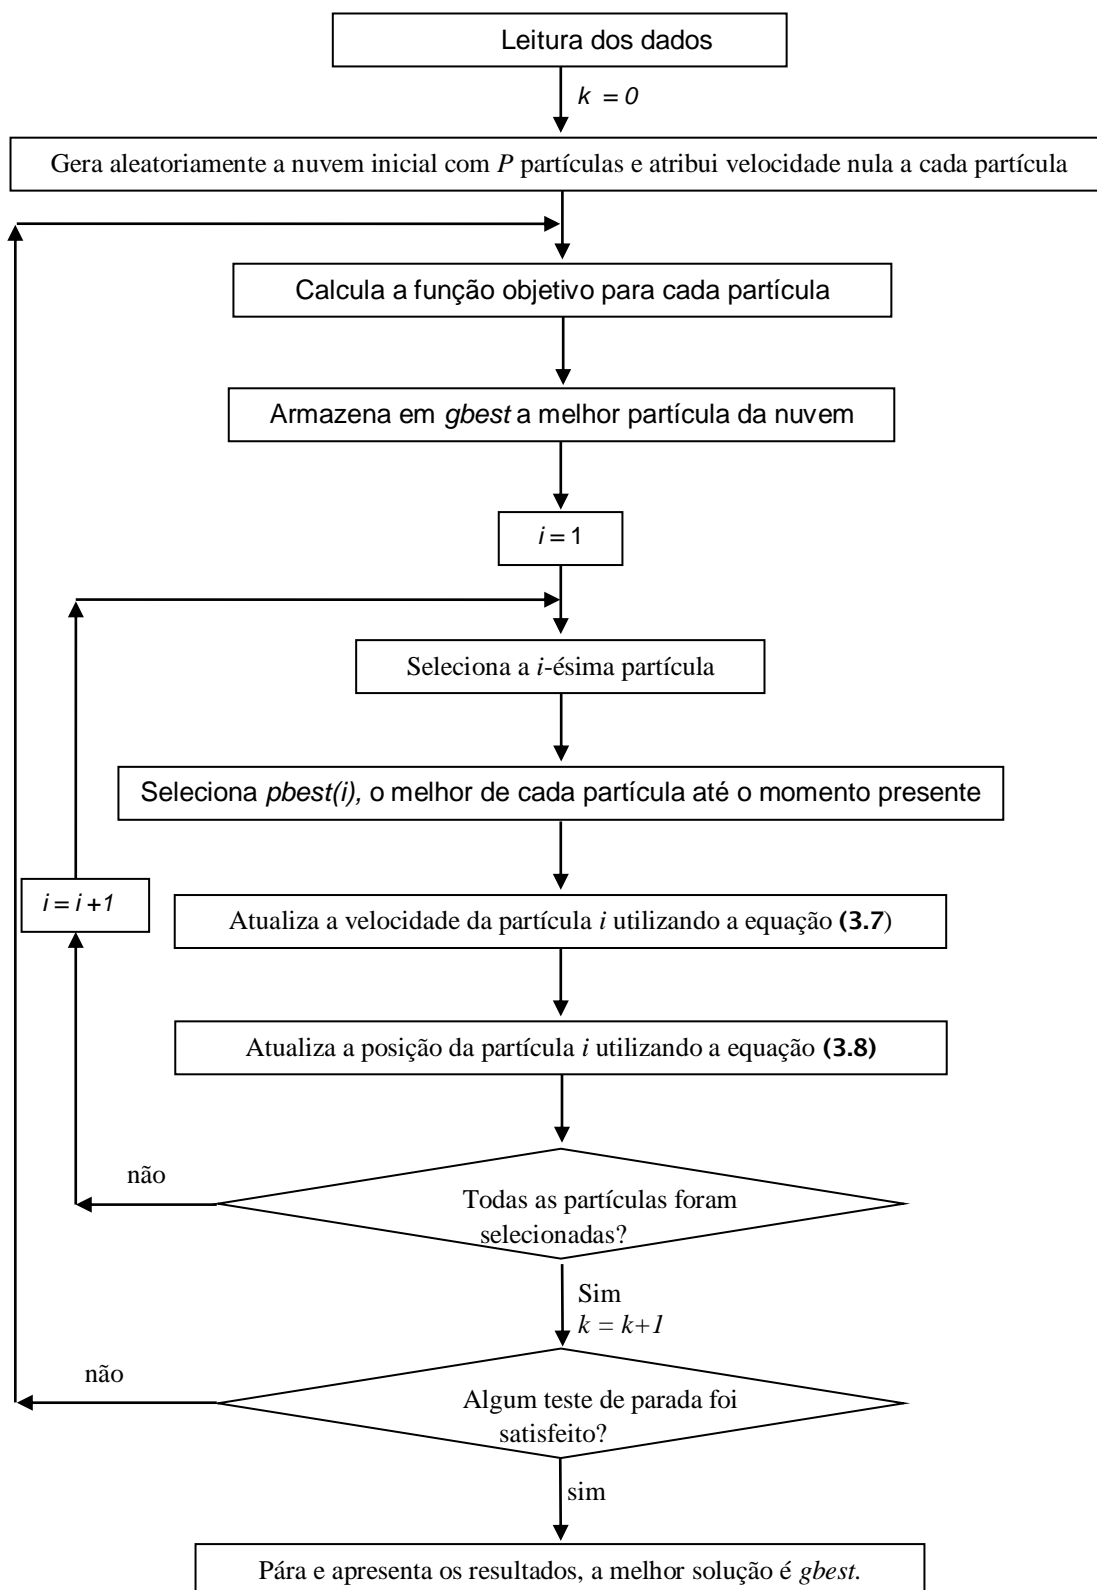 Leitura dos dados
k = 0
Gera aleatoriamente a nuvem inicial com P partículas e atribui velocidade nula a cada partícula
Calcula a função objetivo para cada partícula
Armazena em gbest a melhor partícula da nuvem
i = 1
Seleciona a i-ésima partícula
Seleciona pbest(i), o melhor de cada partícula até o momento presente
i = i +1
Atualiza a velocidade da partícula i utilizando a equação (3.7)
Atualiza a posição da partícula i utilizando a equação (3.8)
não
Todas as partículas foram
selecionadas?
Sim
k = k+1
não
Algum teste de parada foi
satisfeito?
sim
Pára e apresenta os resultados, a melhor solução é gbest.